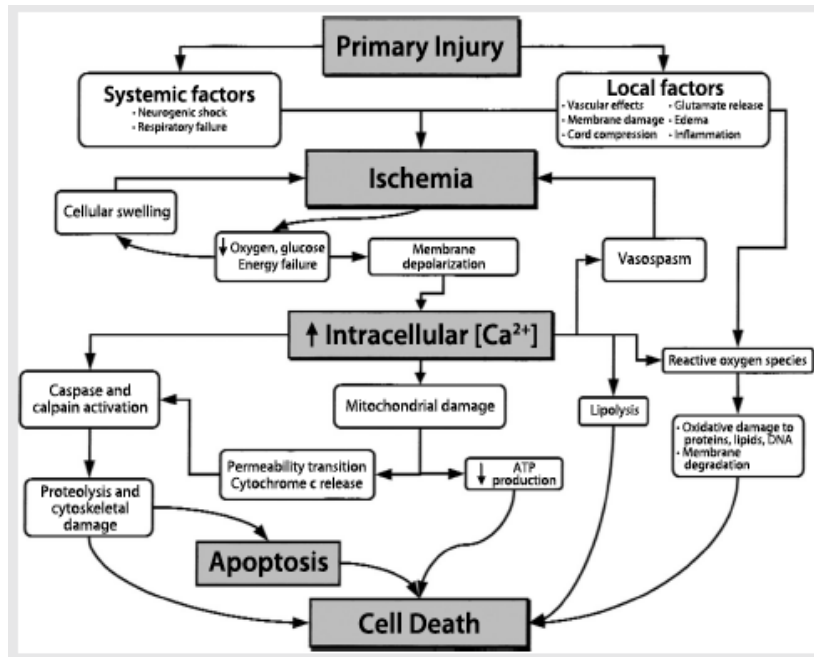 Primary Injury
Systemic factors
• Neurogenic shock
• Respiratory failure
Local factors
• Vascular effects • Glutamate release
• Membrane damage • Edema
• Cord compression • Inflammation
Ischemia
Cellular swelling
↓ Oxygen, glucose
Energy failure
Membrane
depolarization
Vasospasm
↑ Intracellular [Ca²⁺]
Reactive oxygen species
Caspase and
calpain activation
Mitochondrial damage
Lipolysis
• Oxidative damage to
proteins, lipids, DNA
• Membrane
degradation
Permeability transition
Cytochrome c release
↓ ATP
production
Proteolysis and
cytoskeletal
damage
Apoptosis
Cell Death